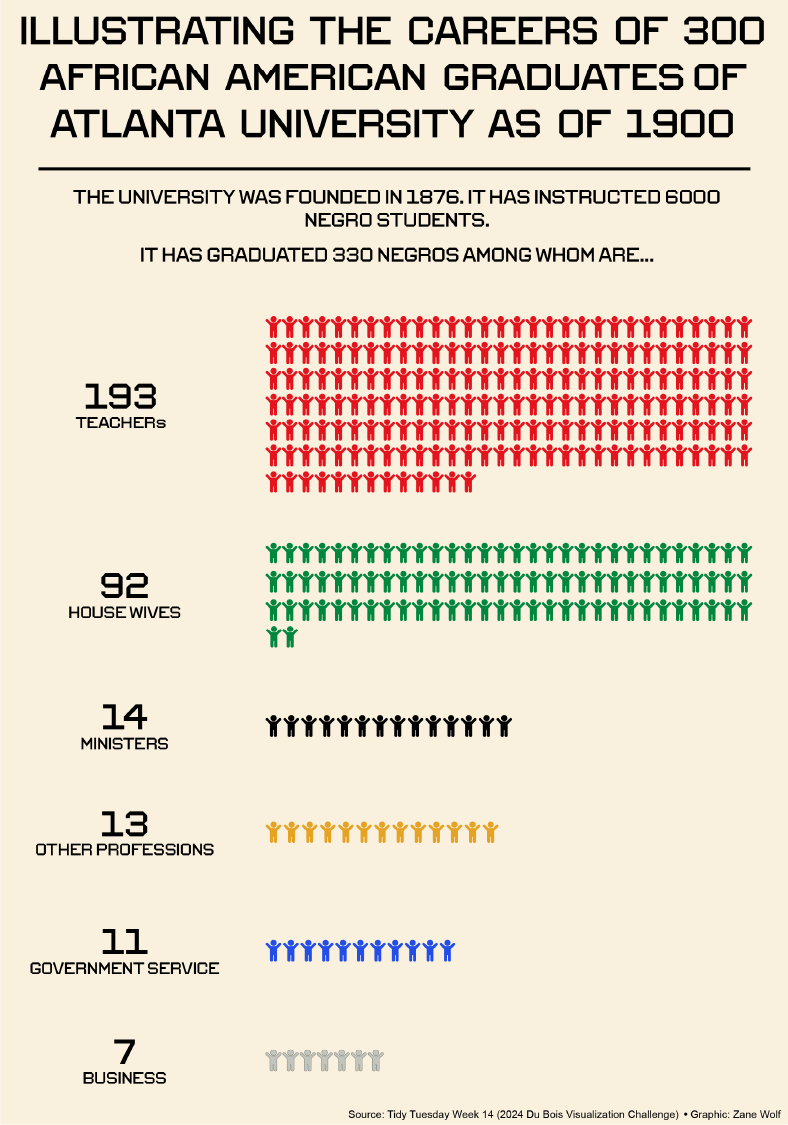 ILLUSTRATING THE CAREERS OF 300
AFRICAN AMERICAN GRADUATES OF
ATLANTA UNIVERSITY AS OF 1900
THE UNIVERSITY WAS FOUNDED IN 1876. IT HAS INSTRUCTED 6000
NEGRO STUDENTS.
IT HAS GRADUATED 330 NEGROS AMONG WHOM ARE...
193
TEACHERs
92
HOUSE WIVES
14
MINISTERS
13
OTHER PROFESSIONS
11
GOVERNMENT SERVICE
7
BUSINESS
Source: Tidy Tuesday Week 14 (2024 Du Bois Visualization Challenge) • Graphic: Zane Wolf